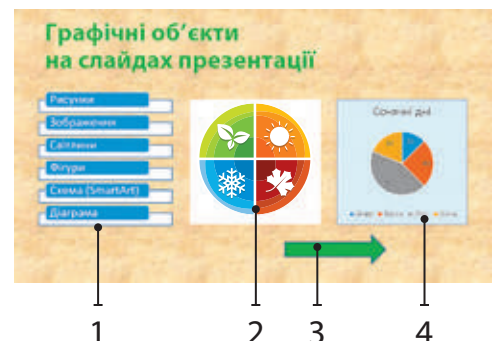 Графічні об’єкти
на слайдах презентації
Рисунки
Зображення
Світлини
Фігури
Схема (SmartArt)
Діаграма
Сонячні дні
1 2 3 4